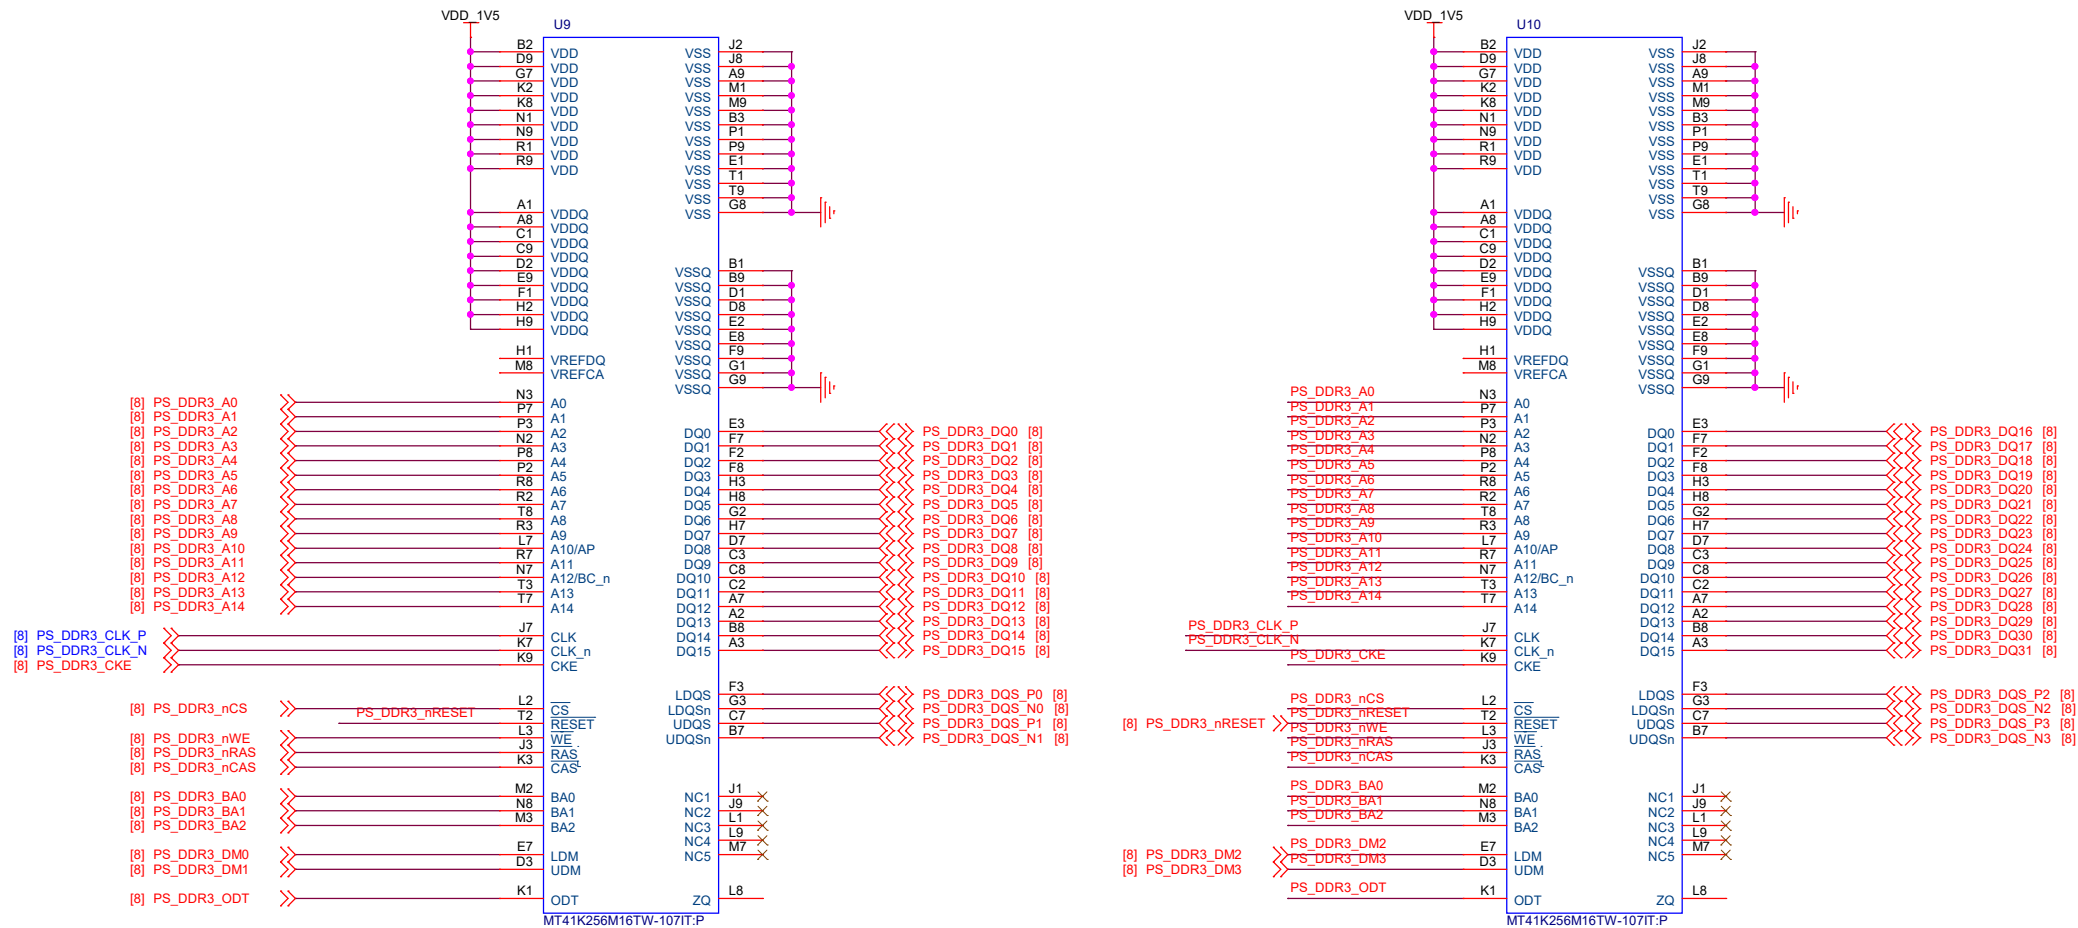 VDD_1V5 U9 VDD_1V5 U10
B2 VDD VSS J2 B2 VDD VSS J2
D9 VDD VSS J8 D9 VDD VSS J8
G7 VDD VSS A9 G7 VDD VSS A9
K2 VDD VSS M1 K2 VDD VSS M1
K8 VDD VSS M9 K8 VDD VSS M9
N1 VDD VSS B3 N1 VDD VSS B3
N9 VDD VSS P1 N9 VDD VSS P1
R1 VDD VSS P9 R1 VDD VSS P9
R9 VDD VSS E1 R9 VDD VSS E1
VSS T1 VSS T1
VSS T9 VSS T9
A1 VDDQ VSS G8 A1 VDDQ VSS G8
A8 VDDQ A8 VDDQ
C1 VDDQ C1 VDDQ
C9 VDDQ C9 VDDQ
D2 VDDQ VSSQ B1 D2 VDDQ VSSQ B1
E9 VDDQ VSSQ B9 E9 VDDQ VSSQ B9
F1 VDDQ VSSQ D1 F1 VDDQ VSSQ D1
H2 VDDQ VSSQ D8 H2 VDDQ VSSQ D8
H9 VDDQ VSSQ E2 H9 VDDQ VSSQ E2
VSSQ E8 VSSQ E8
H1 VREFDQ VSSQ F9 H1 VREFDQ VSSQ F9
M8 VREFCA VSSQ G1 M8 VREFCA VSSQ G1
VSSQ G9 VSSQ G9
[8] PS_DDR3_A0 N3 A0 PS_DDR3_A0 N3 A0
[8] PS_DDR3_A1 P7 A1 PS_DDR3_A1 P7 A1
[8] PS_DDR3_A2 P3 A2 DQ0 E3 PS_DDR3_DQ0 [8] PS_DDR3_A2 P3 A2 DQ0 E3 PS_DDR3_DQ16 [8]
[8] PS_DDR3_A3 N2 A3 DQ1 F7 PS_DDR3_DQ1 [8] PS_DDR3_A3 N2 A3 DQ1 F7 PS_DDR3_DQ17 [8]
[8] PS_DDR3_A4 P8 A4 DQ2 F2 PS_DDR3_DQ2 [8] PS_DDR3_A4 P8 A4 DQ2 F2 PS_DDR3_DQ18 [8]
[8] PS_DDR3_A5 P2 A5 DQ3 F8 PS_DDR3_DQ3 [8] PS_DDR3_A5 P2 A5 DQ3 F8 PS_DDR3_DQ19 [8]
[8] PS_DDR3_A6 R8 A6 DQ4 H3 PS_DDR3_DQ4 [8] PS_DDR3_A6 R8 A6 DQ4 H3 PS_DDR3_DQ20 [8]
[8] PS_DDR3_A7 R2 A7 DQ5 H8 PS_DDR3_DQ5 [8] PS_DDR3_A7 R2 A7 DQ5 H8 PS_DDR3_DQ21 [8]
[8] PS_DDR3_A8 T8 A8 DQ6 G2 PS_DDR3_DQ6 [8] PS_DDR3_A8 T8 A8 DQ6 G2 PS_DDR3_DQ22 [8]
[8] PS_DDR3_A9 R3 A9 DQ7 H7 PS_DDR3_DQ7 [8] PS_DDR3_A9 R3 A9 DQ7 H7 PS_DDR3_DQ23 [8]
[8] PS_DDR3_A10 L7 A10/AP DQ8 D7 PS_DDR3_DQ8 [8] PS_DDR3_A10 L7 A10/AP DQ8 D7 PS_DDR3_DQ24 [8]
[8] PS_DDR3_A11 R7 A11 DQ9 C3 PS_DDR3_DQ9 [8] PS_DDR3_A11 R7 A11 DQ9 C3 PS_DDR3_DQ25 [8]
[8] PS_DDR3_A12 N7 A12/BC_n DQ10 C8 PS_DDR3_DQ10 [8] PS_DDR3_A12 N7 A12/BC_n DQ10 C8 PS_DDR3_DQ26 [8]
[8] PS_DDR3_A13 T3 A13 DQ11 C2 PS_DDR3_DQ11 [8] PS_DDR3_A13 T3 A13 DQ11 C2 PS_DDR3_DQ27 [8]
[8] PS_DDR3_A14 T7 A14 DQ12 A7 PS_DDR3_DQ12 [8] PS_DDR3_A14 T7 A14 DQ12 A7 PS_DDR3_DQ28 [8]
DQ13 A2 PS_DDR3_DQ13 [8] DQ13 A2 PS_DDR3_DQ29 [8]
[8] PS_DDR3_CLK_P J7 CLK DQ14 B8 PS_DDR3_DQ14 [8] PS_DDR3_CLK_P J7 CLK DQ14 B8 PS_DDR3_DQ30 [8]
[8] PS_DDR3_CLK_N K7 CLK_n DQ15 A3 PS_DDR3_DQ15 [8] PS_DDR3_CLK_N K7 CLK_n DQ15 A3 PS_DDR3_DQ31 [8]
[8] PS_DDR3_CKE K9 CKE PS_DDR3_CKE K9 CKE
LDQS F3 PS_DDR3_DQS_P0 [8] LDQS F3 PS_DDR3_DQS_P2 [8]
[8] PS_DDR3_nCS L2 CS LDQSn G3 PS_DDR3_DQS_N0 [8] PS_DDR3_nCS L2 CS LDQSn G3 PS_DDR3_DQS_N2 [8]
PS_DDR3_nRESET T2 RESET UDQS C7 PS_DDR3_DQS_P1 [8] [8] PS_DDR3_nRESET PS_DDR3_nRESET T2 RESET UDQS C7 PS_DDR3_DQS_P3 [8]
[8] PS_DDR3_nWE L3 WE UDQSn B7 PS_DDR3_DQS_N1 [8] PS_DDR3_nWE L3 WE UDQSn B7 PS_DDR3_DQS_N3 [8]
[8] PS_DDR3_nRAS J3 RAS PS_DDR3_nRAS J3 RAS
[8] PS_DDR3_nCAS K3 CAS PS_DDR3_nCAS K3 CAS
[8] PS_DDR3_BA0 M2 BA0 NC1 J1 PS_DDR3_BA0 M2 BA0 NC1 J1
[8] PS_DDR3_BA1 N8 BA1 NC2 J9 PS_DDR3_BA1 N8 BA1 NC2 J9
[8] PS_DDR3_BA2 M3 BA2 NC3 L1 PS_DDR3_BA2 M3 BA2 NC3 L1
NC4 L9 NC4 L9
[8] PS_DDR3_DM0 E7 LDM NC5 M7 [8] PS_DDR3_DM2 PS_DDR3_DM2 E7 LDM NC5 M7
[8] PS_DDR3_DM1 D3 UDM [8] PS_DDR3_DM3 PS_DDR3_DM3 D3 UDM
[8] PS_DDR3_ODT K1 ODT ZQ L8 PS_DDR3_ODT K1 ODT ZQ L8
MT41K256M16TW-107IT:P MT41K256M16TW-107IT:P